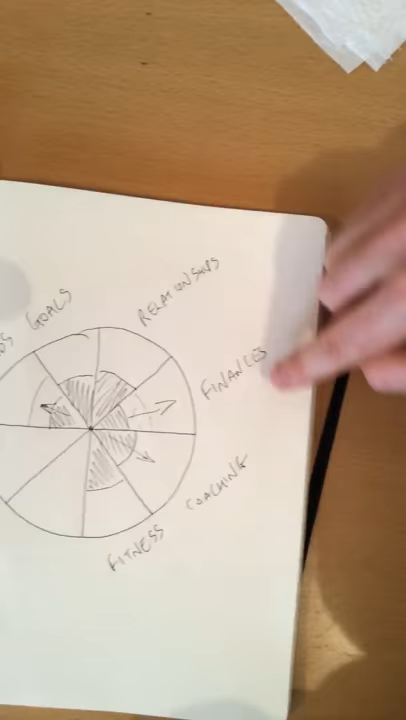 GOALS
RELATIONSHIPS
FINANCES
COACHING
FITNESS